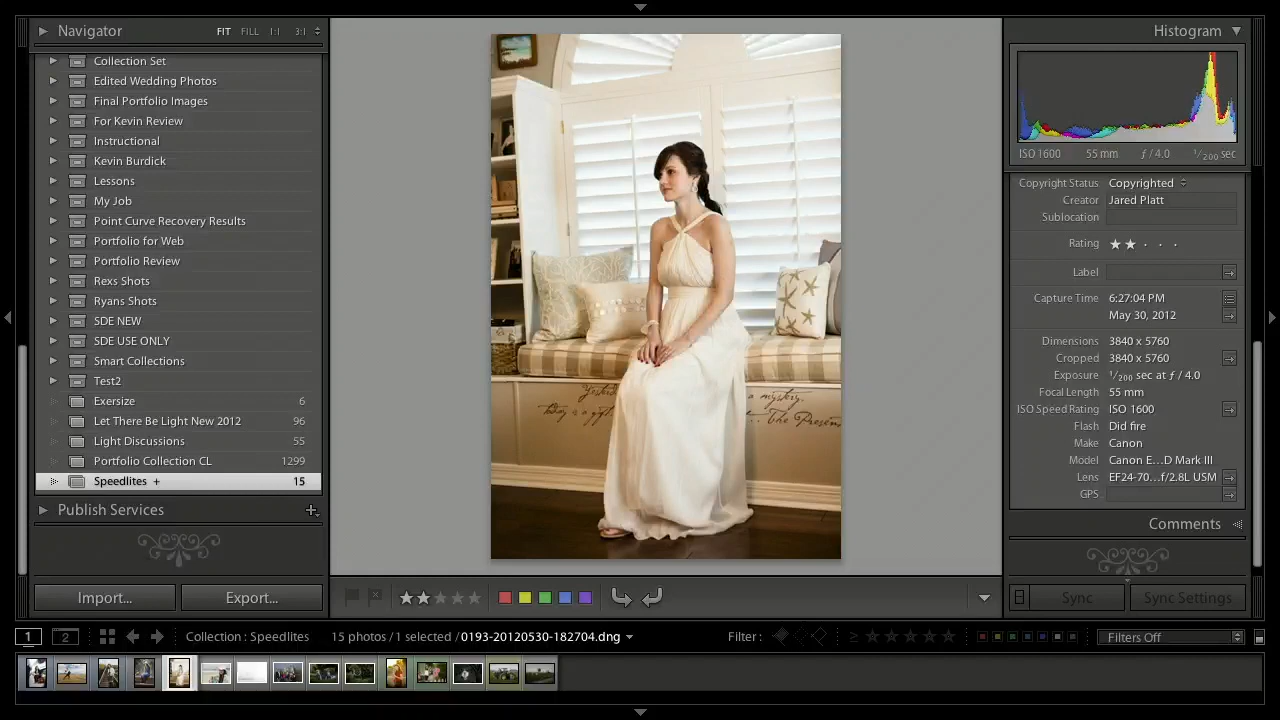 Navigator FIT FILL 1:1 3:1
Collection Set
Edited Wedding Photos
Final Portfolio Images
For Kevin Review
Instructional
Kevin Burdick
Lessons
My Job
Point Curve Recovery Results
Portfolio for Web
Portfolio Review
Rexs Shots
Ryans Shots
SDE NEW
SDE USE ONLY
Smart Collections
Test2
Exersize 6
Let There Be Light New 2012 96
Light Discussions 55
Portfolio Collection CL 1299
Speedlites + 15
Publish Services +
Import... Export...
Yesterday
a mystery.
today is a gift
... The Presen
Histogram
ISO 1600 55 mm ƒ / 4.0 1/200 sec
Copyright Status Copyrighted
Creator Jared Platt
Sublocation
Rating ★ ★ · · ·
Label
Capture Time 6:27:04 PM
May 30, 2012
Dimensions 3840 x 5760
Cropped 3840 x 5760
Exposure 1/200 sec at ƒ / 4.0
Focal Length 55 mm
ISO Speed Rating ISO 1600
Flash Did fire
Make Canon
Model Canon E...D Mark III
Lens EF24-70...f/2.8L USM
GPS
Comments
Sync Sync Settings
1 2 Collection : Speedlites 15 photos / 1 selected / 0193-20120530-182704.dng Filter : ≥ Filters Off